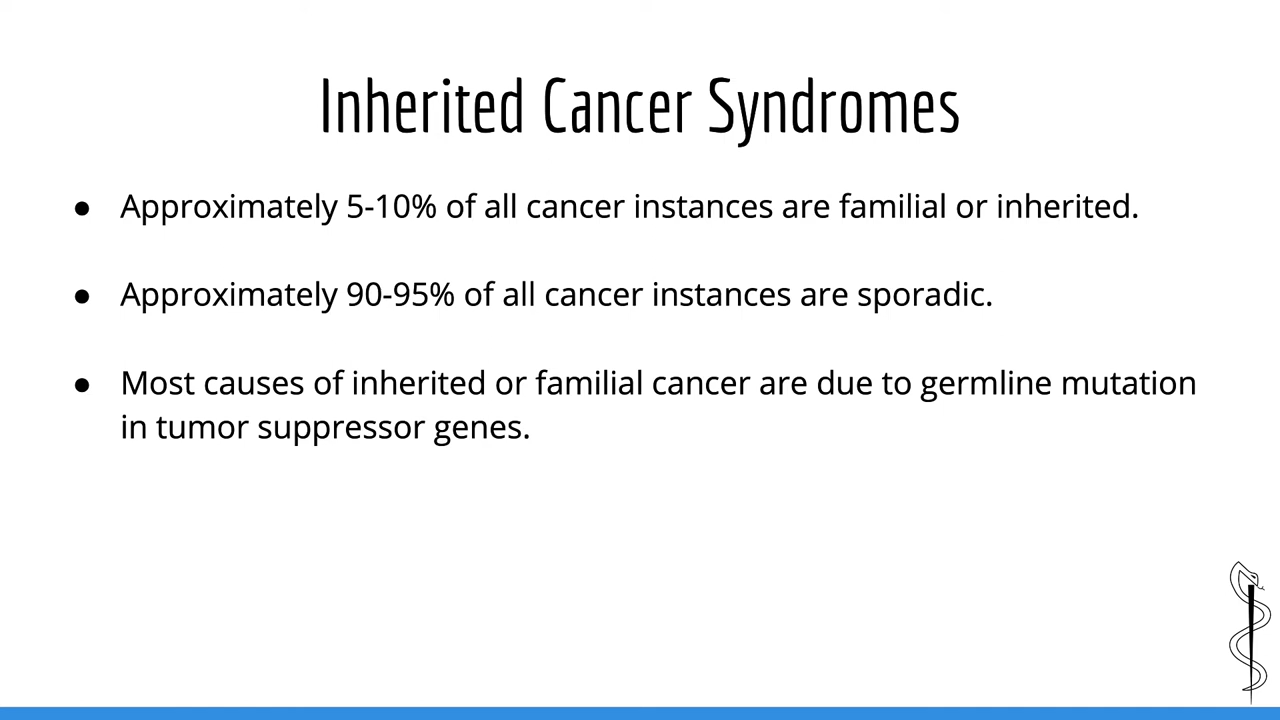 Inherited Cancer Syndromes
● Approximately 5-10% of all cancer instances are familial or inherited.
● Approximately 90-95% of all cancer instances are sporadic.
● Most causes of inherited or familial cancer are due to germline mutation
in tumor suppressor genes.